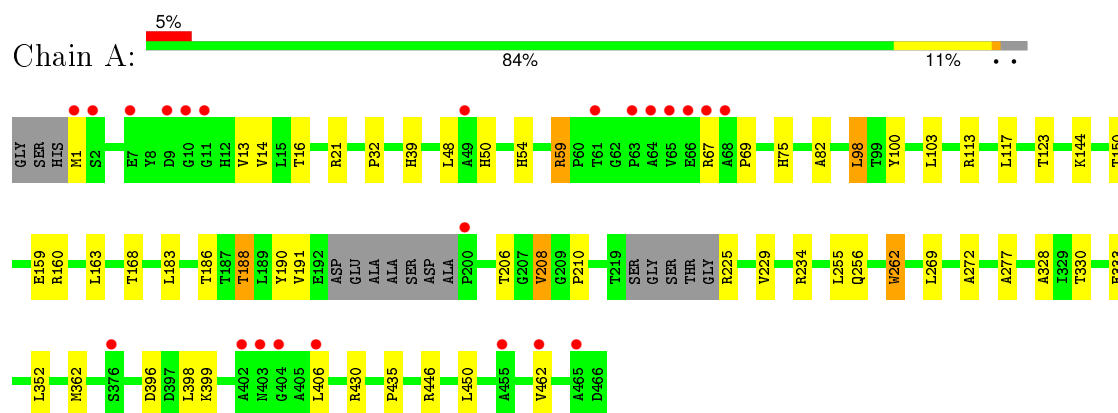 5%
Chain A:
84% 11% • •
GLY SER HIS M1 S2 E7 Y8 D9 G10 G11 H12 V13 V14 L15 T16 R21 P32 H39 L48 A49 H50 H54 R59 P60 T61 G62 P63 A64 V65 E66 R67 A68 P69 H75 A82 L98 T99 Y100 L103 R113 L117 T123 K144
E159 R160 L163 T168 L183 T186 T187 T188 L189 Y190 V191 E192 ASP GLU ALA ALA SER ASP ALA P200 T206 G207 V208 G209 P210 T219 SER GLY SER THR GLY R225 V229 R234 L255 Q256 W262 L269 A272 A277 A328 I329 T330
L352 M362 S376 D396 D397 L398 K399 A402 N403 G404 A405 L406 R430 P435 R446 L450 A455 V462 A465 D466